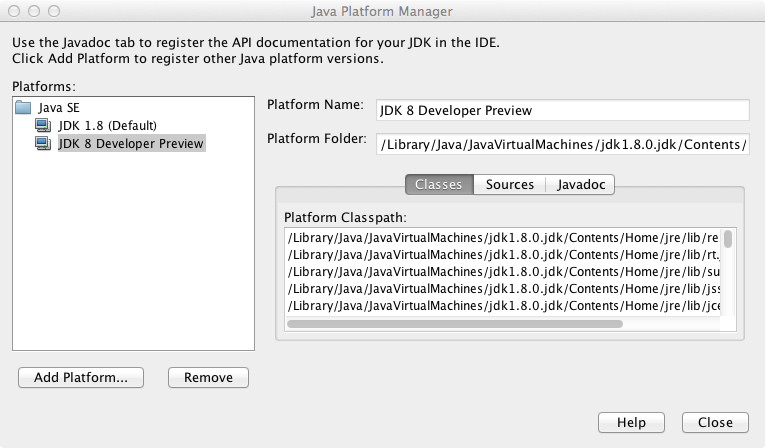 Java Platform Manager
Use the Javadoc tab to register the API documentation for your JDK in the IDE.
Click Add Platform to register other Java platform versions.
Platforms:
Java SE
JDK 1.8 (Default)
JDK 8 Developer Preview
Platform Name: JDK 8 Developer Preview
Platform Folder: /Library/Java/JavaVirtualMachines/jdk1.8.0.jdk/Contents/
Classes Sources Javadoc
Platform Classpath:
/Library/Java/JavaVirtualMachines/jdk1.8.0.jdk/Contents/Home/jre/lib/re
/Library/Java/JavaVirtualMachines/jdk1.8.0.jdk/Contents/Home/jre/lib/rt.
/Library/Java/JavaVirtualMachines/jdk1.8.0.jdk/Contents/Home/jre/lib/su
/Library/Java/JavaVirtualMachines/jdk1.8.0.jdk/Contents/Home/jre/lib/jss
/Library/Java/JavaVirtualMachines/jdk1.8.0.jdk/Contents/Home/jre/lib/jce
Add Platform... Remove
Help Close